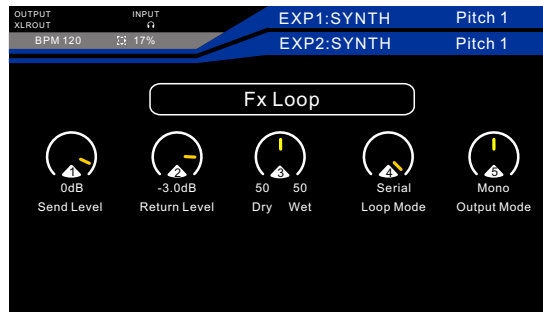 OUTPUT INPUT EXP1:SYNTH Pitch 1
XLROUT
BPM 120 17% EXP2:SYNTH Pitch 1
Fx Loop
1 2 3 4 5
0dB -3.0dB 50 50 Serial Mono
Send Level Return Level Dry Wet Loop Mode Output Mode